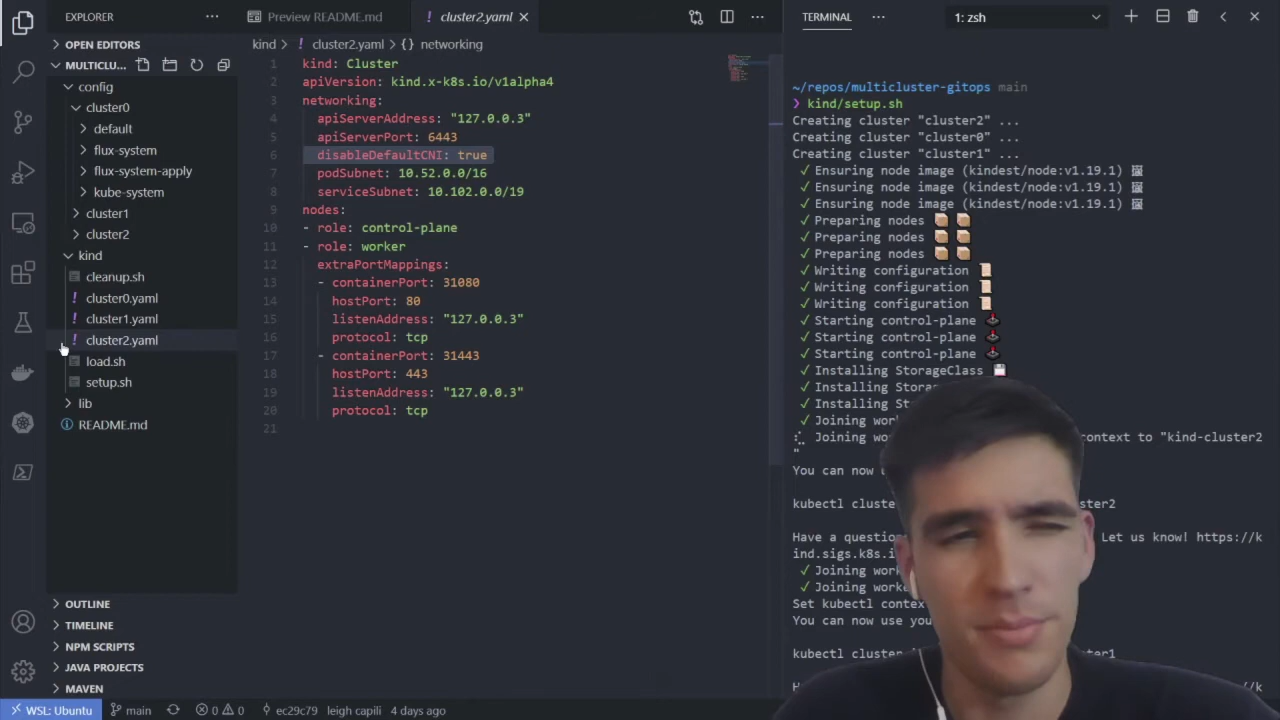 EXPLORER
OPEN EDITORS
MULTICLU...
config
cluster0
default
flux-system
flux-system-apply
kube-system
cluster1
cluster2
kind
cleanup.sh
! cluster0.yaml
! cluster1.yaml
! cluster2.yaml
load.sh
setup.sh
lib
README.md
OUTLINE
TIMELINE
NPM SCRIPTS
JAVA PROJECTS
MAVEN
Preview README.md
! cluster2.yaml
kind > ! cluster2.yaml > {} networking
1 kind: Cluster
2 apiVersion: kind.x-k8s.io/v1alpha4
3 networking:
4 apiServerAddress: "127.0.0.3"
5 apiServerPort: 6443
6 disableDefaultCNI: true
7 podSubnet: 10.52.0.0/16
8 serviceSubnet: 10.102.0.0/19
9 nodes:
10 - role: control-plane
11 - role: worker
12 extraPortMappings:
13 - containerPort: 31080
14 hostPort: 80
15 listenAddress: "127.0.0.3"
16 protocol: tcp
17 - containerPort: 31443
18 hostPort: 443
19 listenAddress: "127.0.0.3"
20 protocol: tcp
21
TERMINAL
1: zsh
~/repos/multicluster-gitops main
❯ kind/setup.sh
Creating cluster "cluster2" ...
Creating cluster "cluster0" ...
Creating cluster "cluster1" ...
✓ Ensuring node image (kindest/node:v1.19.1) 🖼
✓ Ensuring node image (kindest/node:v1.19.1) 🖼
✓ Ensuring node image (kindest/node:v1.19.1) 🖼
✓ Preparing nodes 📦 📦
✓ Preparing nodes 📦 📦
✓ Preparing nodes 📦 📦
✓ Writing configuration 📜
✓ Writing configuration 📜
✓ Writing configuration 📜
✓ Starting control-plane 🕹
✓ Starting control-plane 🕹
✓ Starting control-plane 🕹
✓ Installing StorageClass 💾
✓ Installing
✓ Installing
✓ Joining
Joining context to "kind-cluster2
"
You can now
kubectl
Have a Let us know! https://k
ind.sigs.k8s.i
✓ Joining
✓ Joining
Set kubectl
You can now use
kubectl
WSL: Ubuntu
main
0 0
ec29c79 leigh capili 4 days ago